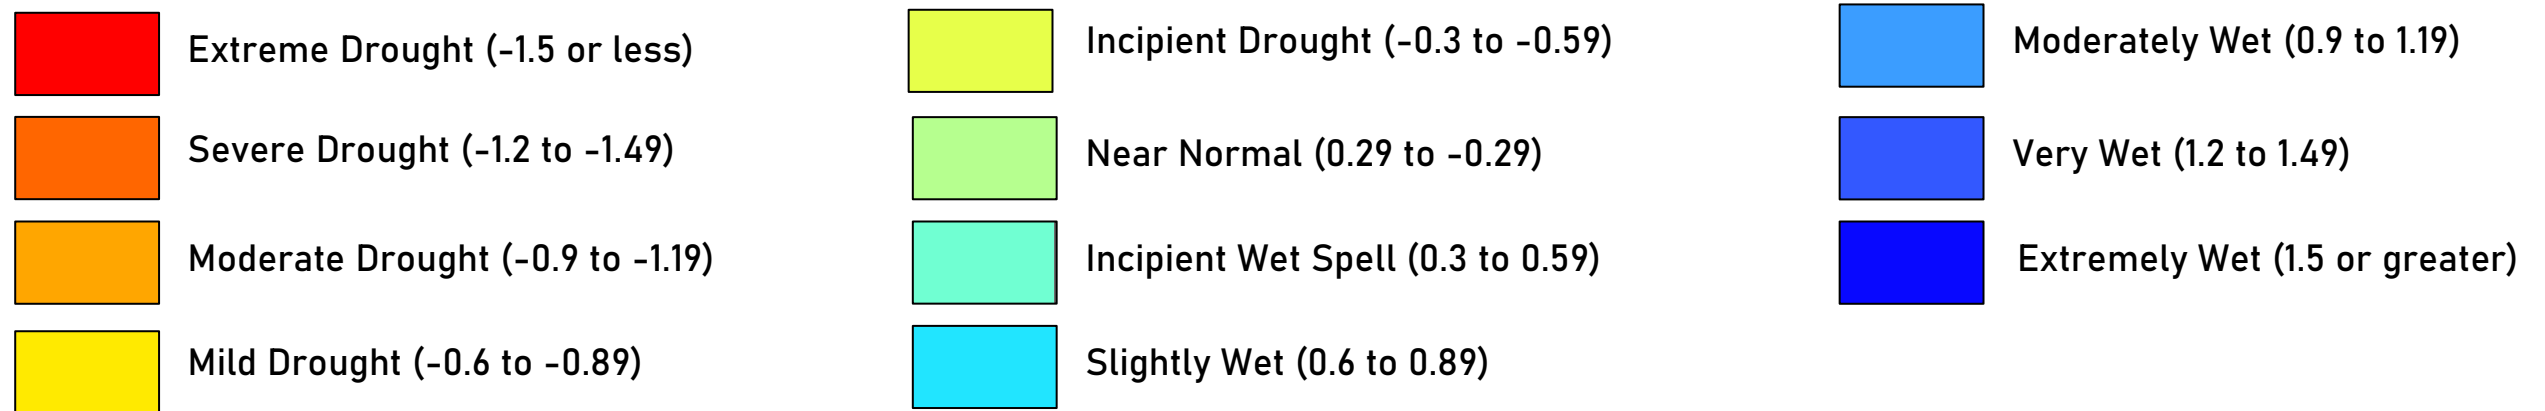 Extreme Drought (-1.5 or less)
Severe Drought (-1.2 to -1.49)
Moderate Drought (-0.9 to -1.19)
Mild Drought (-0.6 to -0.89)
Incipient Drought (-0.3 to -0.59)
Near Normal (0.29 to -0.29)
Incipient Wet Spell (0.3 to 0.59)
Slightly Wet (0.6 to 0.89)
Moderately Wet (0.9 to 1.19)
Very Wet (1.2 to 1.49)
Extremely Wet (1.5 or greater)